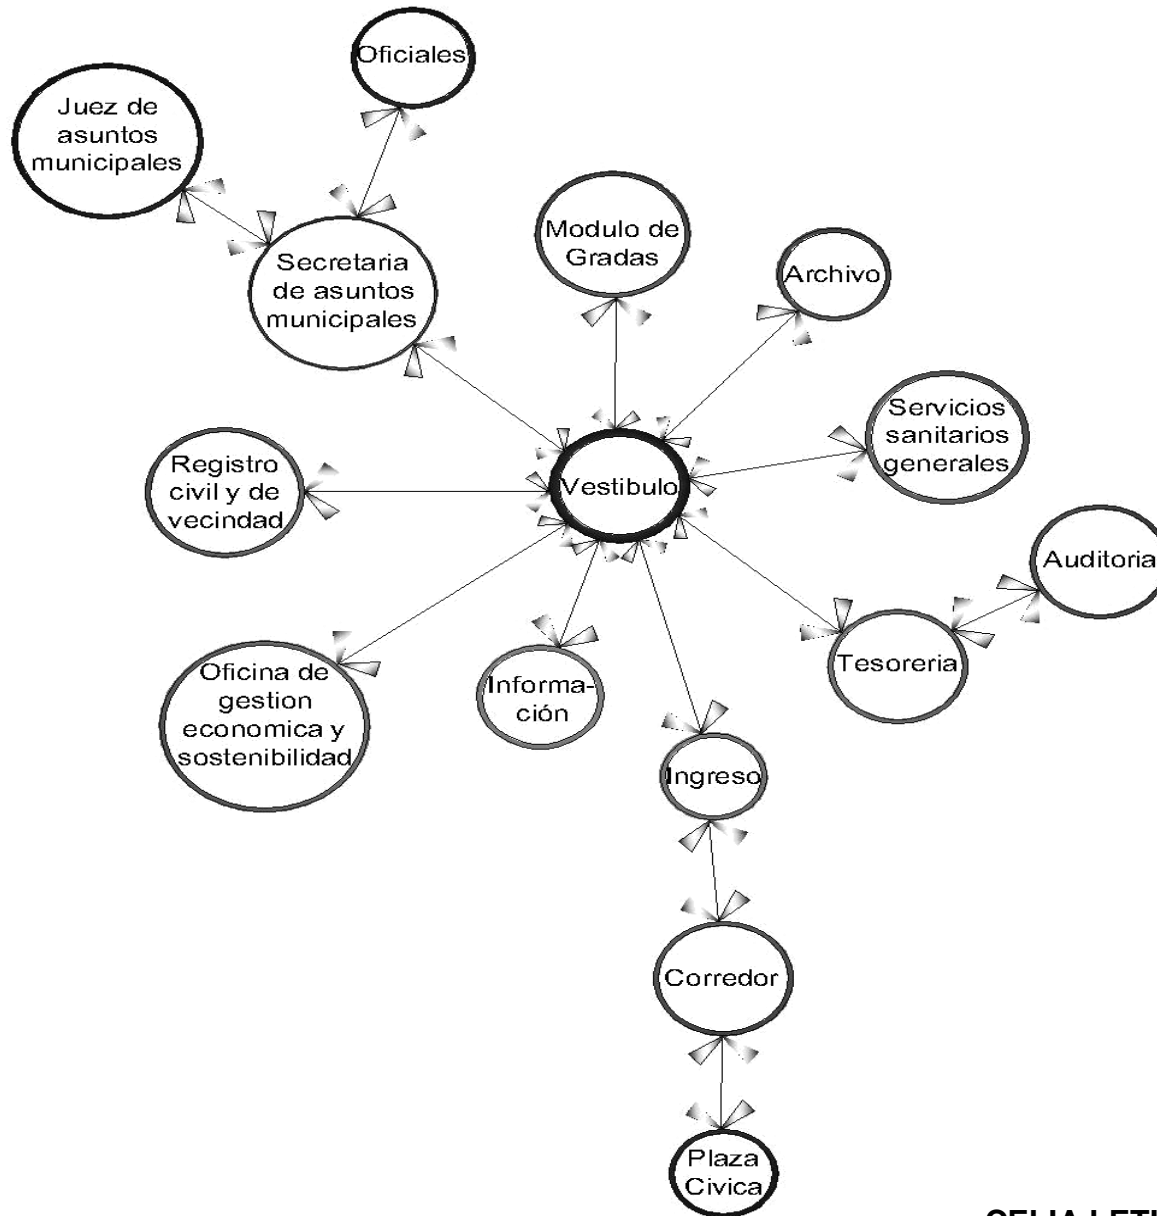 Oficiales
Juez de
asuntos
municipales
Secretaria
de asuntos
municipales
Modulo de
Gradas
Archivo
Servicios
sanitarios
generales
Vestibulo
Registro
civil y de
vecindad
Auditoria
Tesoreria
Oficina de
gestion
economica y
sostenibilidad
Informa-
ción
Ingreso
Corredor
Plaza
Civica